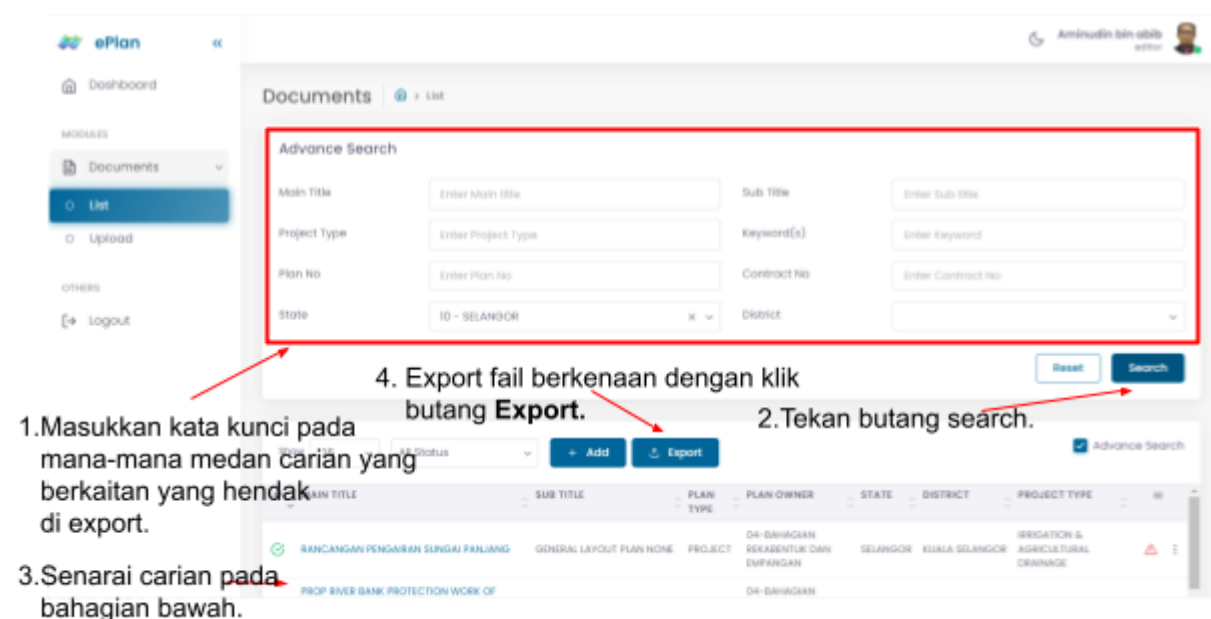 ePlan «
Aminudin bin abib
editor
Dashboard
Documents > List
MODULES
Advance Search
Documents
Main Title Enter Main title Sub Title Enter Sub title
List
Project Type Enter Project Type Keyword(s) Enter Keyword
Upload
Plan No Enter Plan No Contract No Enter Contract No
OTHERS
State 10 - SELANGOR District
Logout
Reset Search
4. Export fail berkenaan dengan klik
butang Export.
2.Tekan butang search.
1.Masukkan kata kunci pada
mana-mana medan carian yang
berkaitan yang hendak
di export.
Show All Status + Add Export Advance Search
MAIN TITLE SUB TITLE PLAN TYPE PLAN OWNER STATE DISTRICT PROJECT TYPE
RANCANGAN PENGAIRAN SUNGAI PANJANG GENERAL LAYOUT PLAN NONE PROJECT D4-BAHAGIAN REKABENTUK DAN EMPANGAN SELANGOR KUALA SELANGOR IRRIGATION & AGRICULTURAL DRAINAGE
3.Senarai carian pada
bahagian bawah.
PROP RIVER BANK PROTECTION WORK OF D4-BAHAGIAN